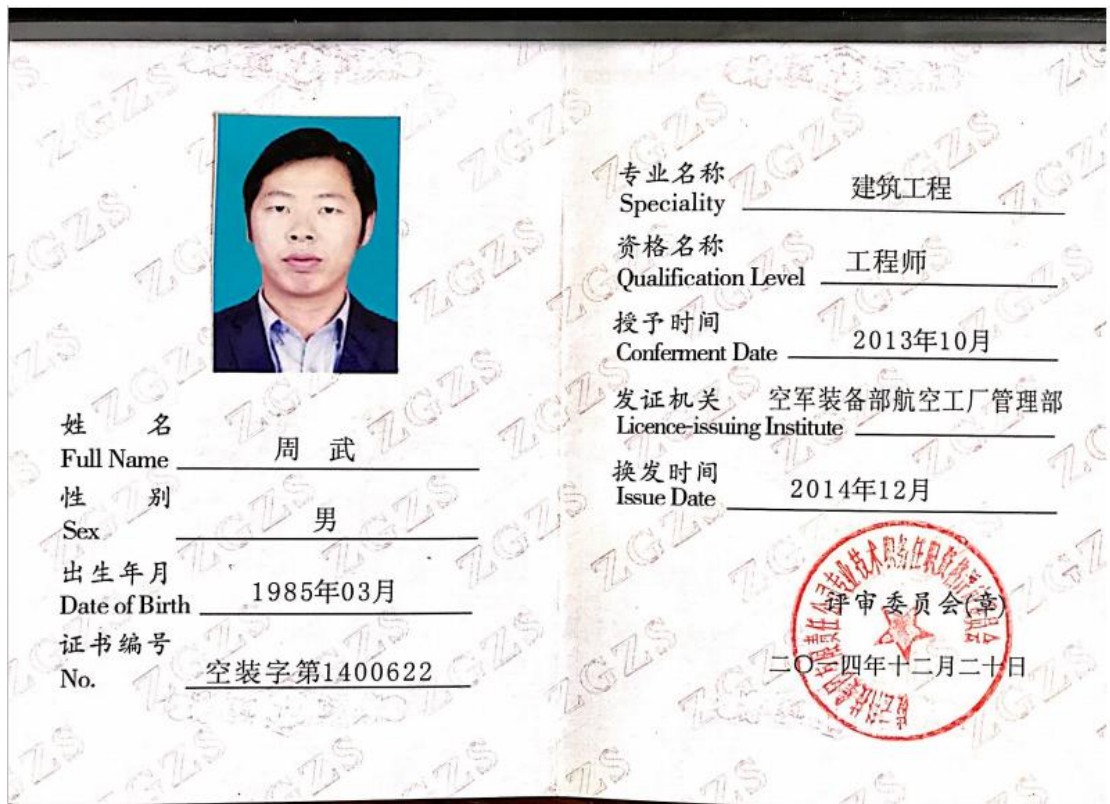 姓 名
Full Name 周 武
性 别
Sex 男
出生年月
Date of Birth 1985年03月
证书编号
No. 空装字第1400622
专业名称
Speciality 建筑工程
资格名称
Qualification Level 工程师
授予时间
Conferment Date 2013年10月
发证机关 空军装备部航空工厂管理部
Licence-issuing Institute
换发时间
Issue Date 2014年12月
评审委员会(章)
二〇一四年十二月二十日
ZGZS